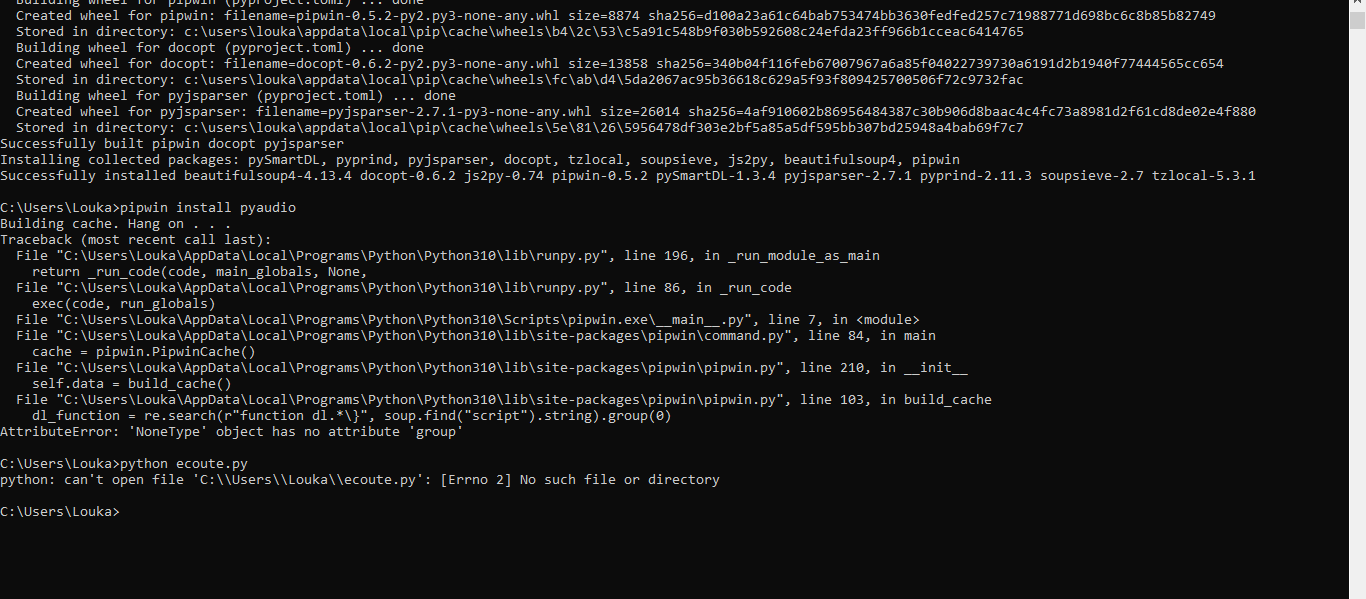 Building wheel for pipwin (pyproject.toml) ... done
Created wheel for pipwin: filename=pipwin-0.5.2-py2.py3-none-any.whl size=8874 sha256=d100a23a61c64bab753474bb3630fedfed257c71988771d698bc6c8b85b82749
Stored in directory: c:\users\louka\appdata\local\pip\cache\wheels\b4\2c\53\c5a91c548b9f030b592608c24efda23ff966b1cceac6414765
Building wheel for docopt (pyproject.toml) ... done
Created wheel for docopt: filename=docopt-0.6.2-py2.py3-none-any.whl size=13858 sha256=340b04f116feb67007967a6a85f04022739730a6191d2b1940f77444565cc654
Stored in directory: c:\users\louka\appdata\local\pip\cache\wheels\fc\ab\d4\5da2067ac95b36618c629a5f93f809425700506f72c9732fac
Building wheel for pyjsparser (pyproject.toml) ... done
Created wheel for pyjsparser: filename=pyjsparser-2.7.1-py3-none-any.whl size=26014 sha256=4af910602b86956484387c30b906d8baac4c4fc73a8981d2f61cd8de02e4f880
Stored in directory: c:\users\louka\appdata\local\pip\cache\wheels\5e\81\26\5956478df303e2bf5a85a5df595bb307bd25948a4bab69f7c7
Successfully built pipwin docopt pyjsparser
Installing collected packages: pySmartDL, pyprind, pyjsparser, docopt, tzlocal, soupsieve, js2py, beautifulsoup4, pipwin
Successfully installed beautifulsoup4-4.13.4 docopt-0.6.2 js2py-0.74 pipwin-0.5.2 pySmartDL-1.3.4 pyjsparser-2.7.1 pyprind-2.11.3 soupsieve-2.7 tzlocal-5.3.1
C:\Users\Louka>pipwin install pyaudio
Building cache. Hang on . . .
Traceback (most recent call last):
File "C:\Users\Louka\AppData\Local\Programs\Python\Python310\lib\runpy.py", line 196, in _run_module_as_main
return _run_code(code, main_globals, None,
File "C:\Users\Louka\AppData\Local\Programs\Python\Python310\lib\runpy.py", line 86, in _run_code
exec(code, run_globals)
File "C:\Users\Louka\AppData\Local\Programs\Python\Python310\Scripts\pipwin.exe\__main__.py", line 7, in <module>
File "C:\Users\Louka\AppData\Local\Programs\Python\Python310\lib\site-packages\pipwin\command.py", line 84, in main
cache = pipwin.PipwinCache()
File "C:\Users\Louka\AppData\Local\Programs\Python\Python310\lib\site-packages\pipwin\pipwin.py", line 210, in __init__
self.data = build_cache()
File "C:\Users\Louka\AppData\Local\Programs\Python\Python310\lib\site-packages\pipwin\pipwin.py", line 103, in build_cache
dl_function = re.search(r"function dl.*\}", soup.find("script").string).group(0)
AttributeError: 'NoneType' object has no attribute 'group'
C:\Users\Louka>python ecoute.py
python: can't open file 'C:\\Users\\Louka\\ecoute.py': [Errno 2] No such file or directory
C:\Users\Louka>